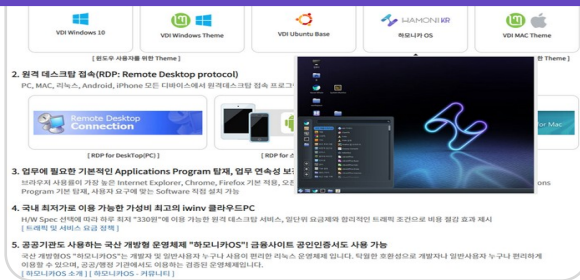 VDI Windows 10
VDI Windows Theme
VDI Ubuntu Base
HAMONIKR
하모니카 OS
VDI MAC Theme
[ 윈도우 사용자를 위한 Theme ]
한 Theme ]
2. 원격 데스크탑 접속(RDP: Remote Desktop protocol)
PC, MAC, 리눅스, Android, iPhone 모든 디바이스에서 원격데스크탑 접속 프로그
Remote Desktop
Connection
for Mac
[ RDP for DeskTop(PC) ]
[ RDP for
3. 업무에 필요한 기본적인 Applications Program 탑재, 업무 연속성 보
브라우져 사용률이 가장 높은 Internet Explorer, Chrome, Firefox 기본 적용, 모든
ons
Program 기본 탑재, 사용자 요구에 맞는 Software 직접 설치 가능
4. 국내 최저가로 이용 가능한 가성비 최고의 iwinv 클라우드PC
H/W Spec 선택에 따라 하루 최저 "330원"에 이용 가능한 원격 데스크탑 서비스, 일단위 요금제와 합리적인 트래픽 조건으로 비용 절감 효과 제시
[ 트래픽 및 서비스 요금 정책 ]
5. 공공기관도 사용하는 국산 개방형 운영체제 "하모니카OS"! 금융사이트 공인인증서도 사용 가능
국산 개방형OS "하모니카OS"는 개발자 및 일반사용자 누구나 사용이 편리한 리눅스 운영체제 입니다. 탁월한 호환성으로 개발자나 일반사용자 누구나 편리하게
이용할 수 있으며, 공공/행정 기관에서도 이용하는 검증된 운영체제입니다.
[ 하모니카OS 소개 ] [ 하모니카OS - 커뮤니티 ]